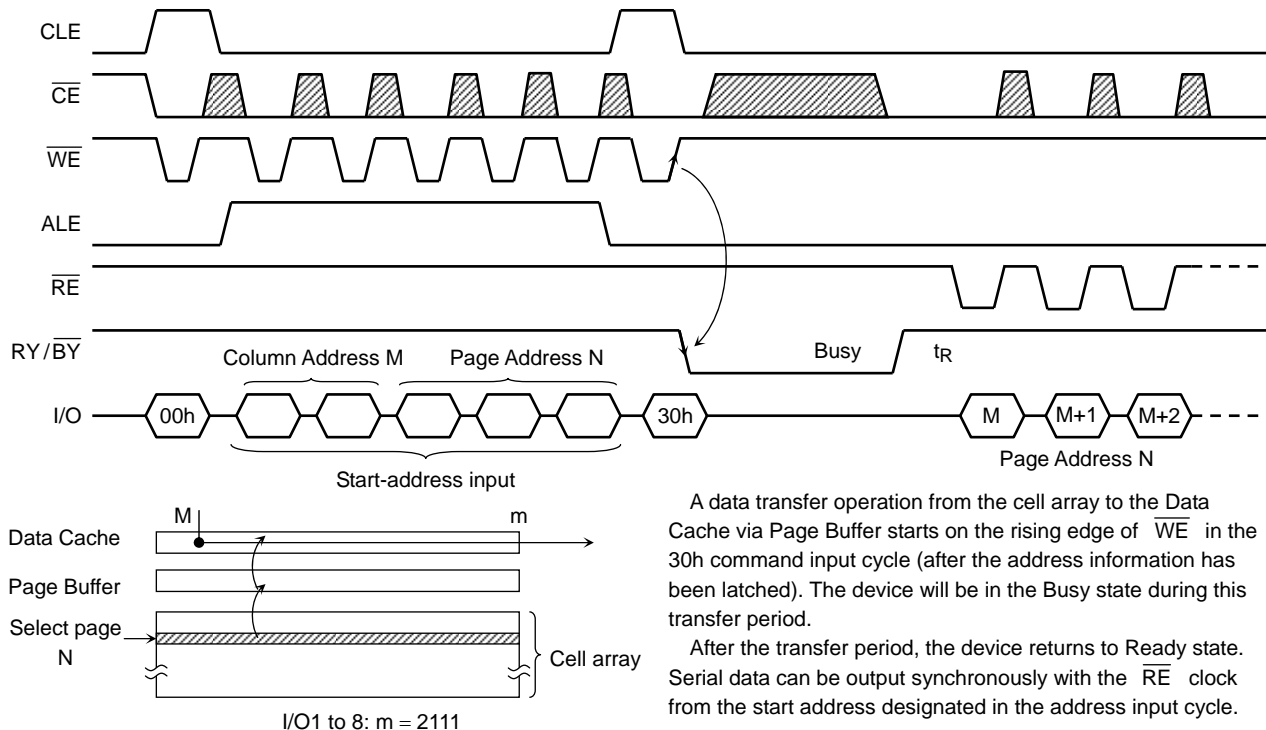 CLE
CE
WE
ALE
RE
RY/BY
Busy
tR
Column Address M
Page Address N
I/O
00h
30h
M
M+1
M+2
Start-address input
Page Address N
M
m
Data Cache
Page Buffer
Select page
N
Cell array
I/O1 to 8: m = 2111
A data transfer operation from the cell array to the Data
Cache via Page Buffer starts on the rising edge of WE in the
30h command input cycle (after the address information has
been latched). The device will be in the Busy state during this
transfer period.
After the transfer period, the device returns to Ready state.
Serial data can be output synchronously with the RE clock
from the start address designated in the address input cycle.